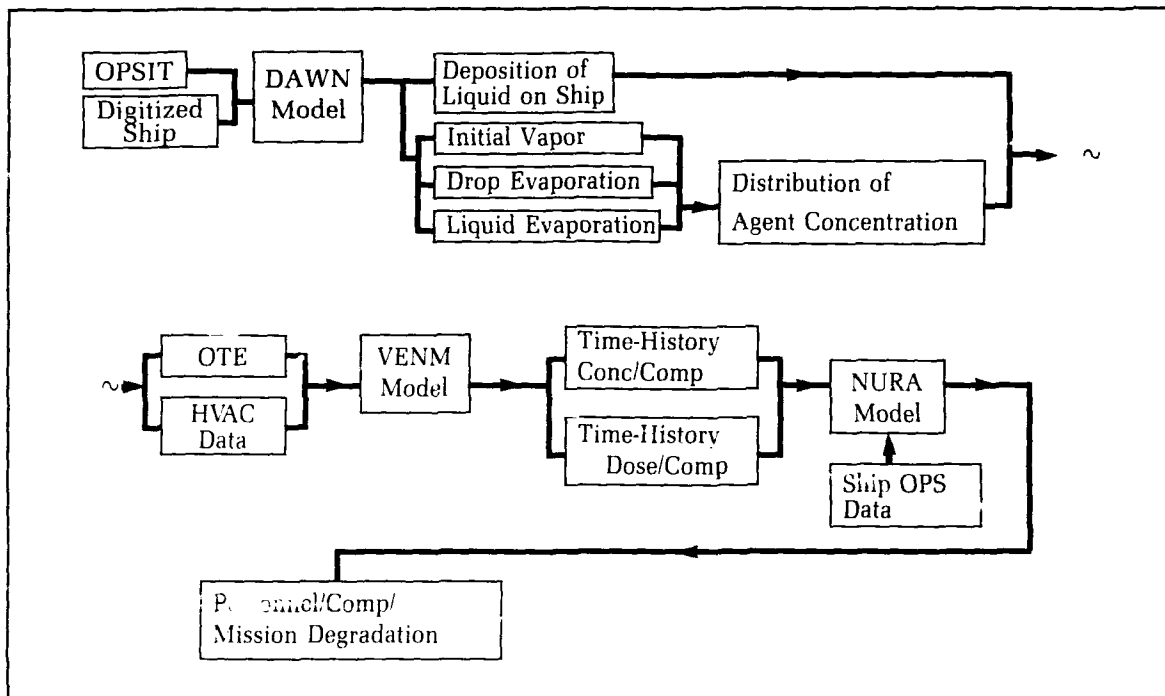 OPSIT
Digitized
Ship
DAWN
Model
Deposition of
Liquid on Ship
Initial Vapor
Drop Evaporation
Liquid Evaporation
Distribution of
Agent Concentration
~
~
OTE
HVAC
Data
VENM
Model
Time-History
Conc/Comp
Time-History
Dose/Comp
NURA
Model
Ship OPS
Data
Personnel/Comp/
Mission Degradation